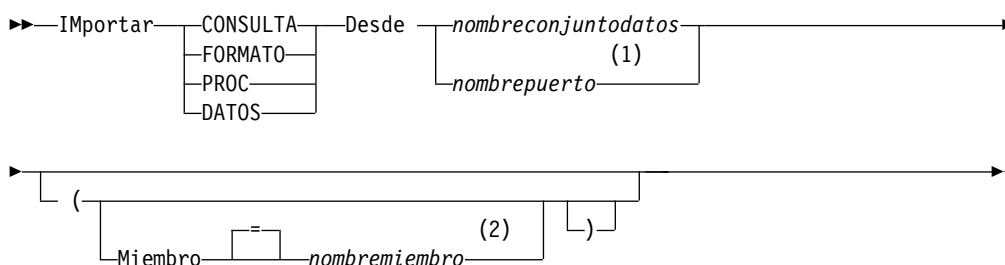 IMportar CONSULTA Desde nombreconjuntodatos
FORMATO (1)
PROC nombrepuerto
DATOS
(
= (2) )
Miembro nombremiembro